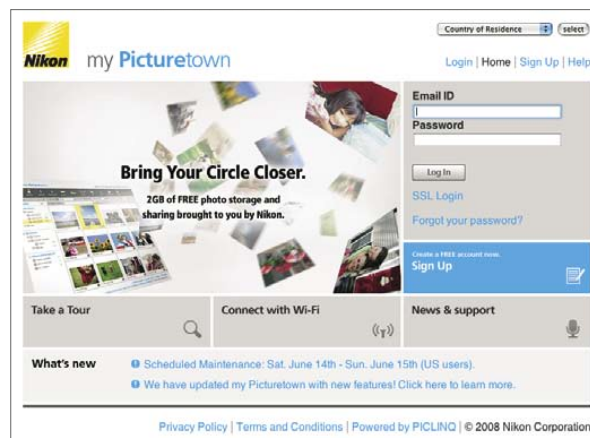 Country of Residence select
Nikon my Picturetown
Login | Home | Sign Up | Help
Email ID
Password
Log In
SSL Login
Forgot your password?
Bring Your Circle Closer.
2GB of FREE photo storage and
sharing brought to you by Nikon.
Create a FREE account now.
Sign Up
Take a Tour
Connect with Wi-Fi
News & support
What's new
Scheduled Maintenance: Sat. June 14th - Sun. June 15th (US users).
We have updated my Picturetown with new features! Click here to learn more.
Privacy Policy | Terms and Conditions | Powered by PICLINQ | © 2008 Nikon Corporation